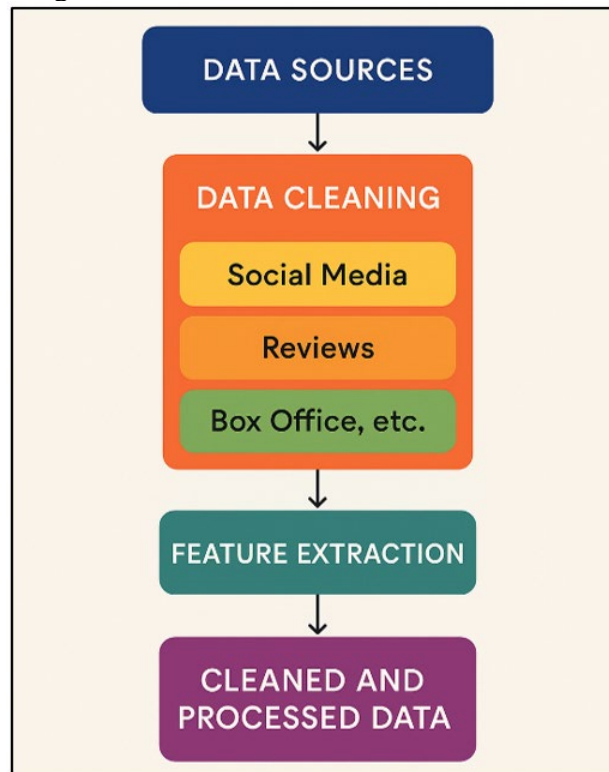 DATA SOURCES
DATA CLEANING
Social Media
Reviews
Box Office, etc.
FEATURE EXTRACTION
CLEANED AND
PROCESSED DATA